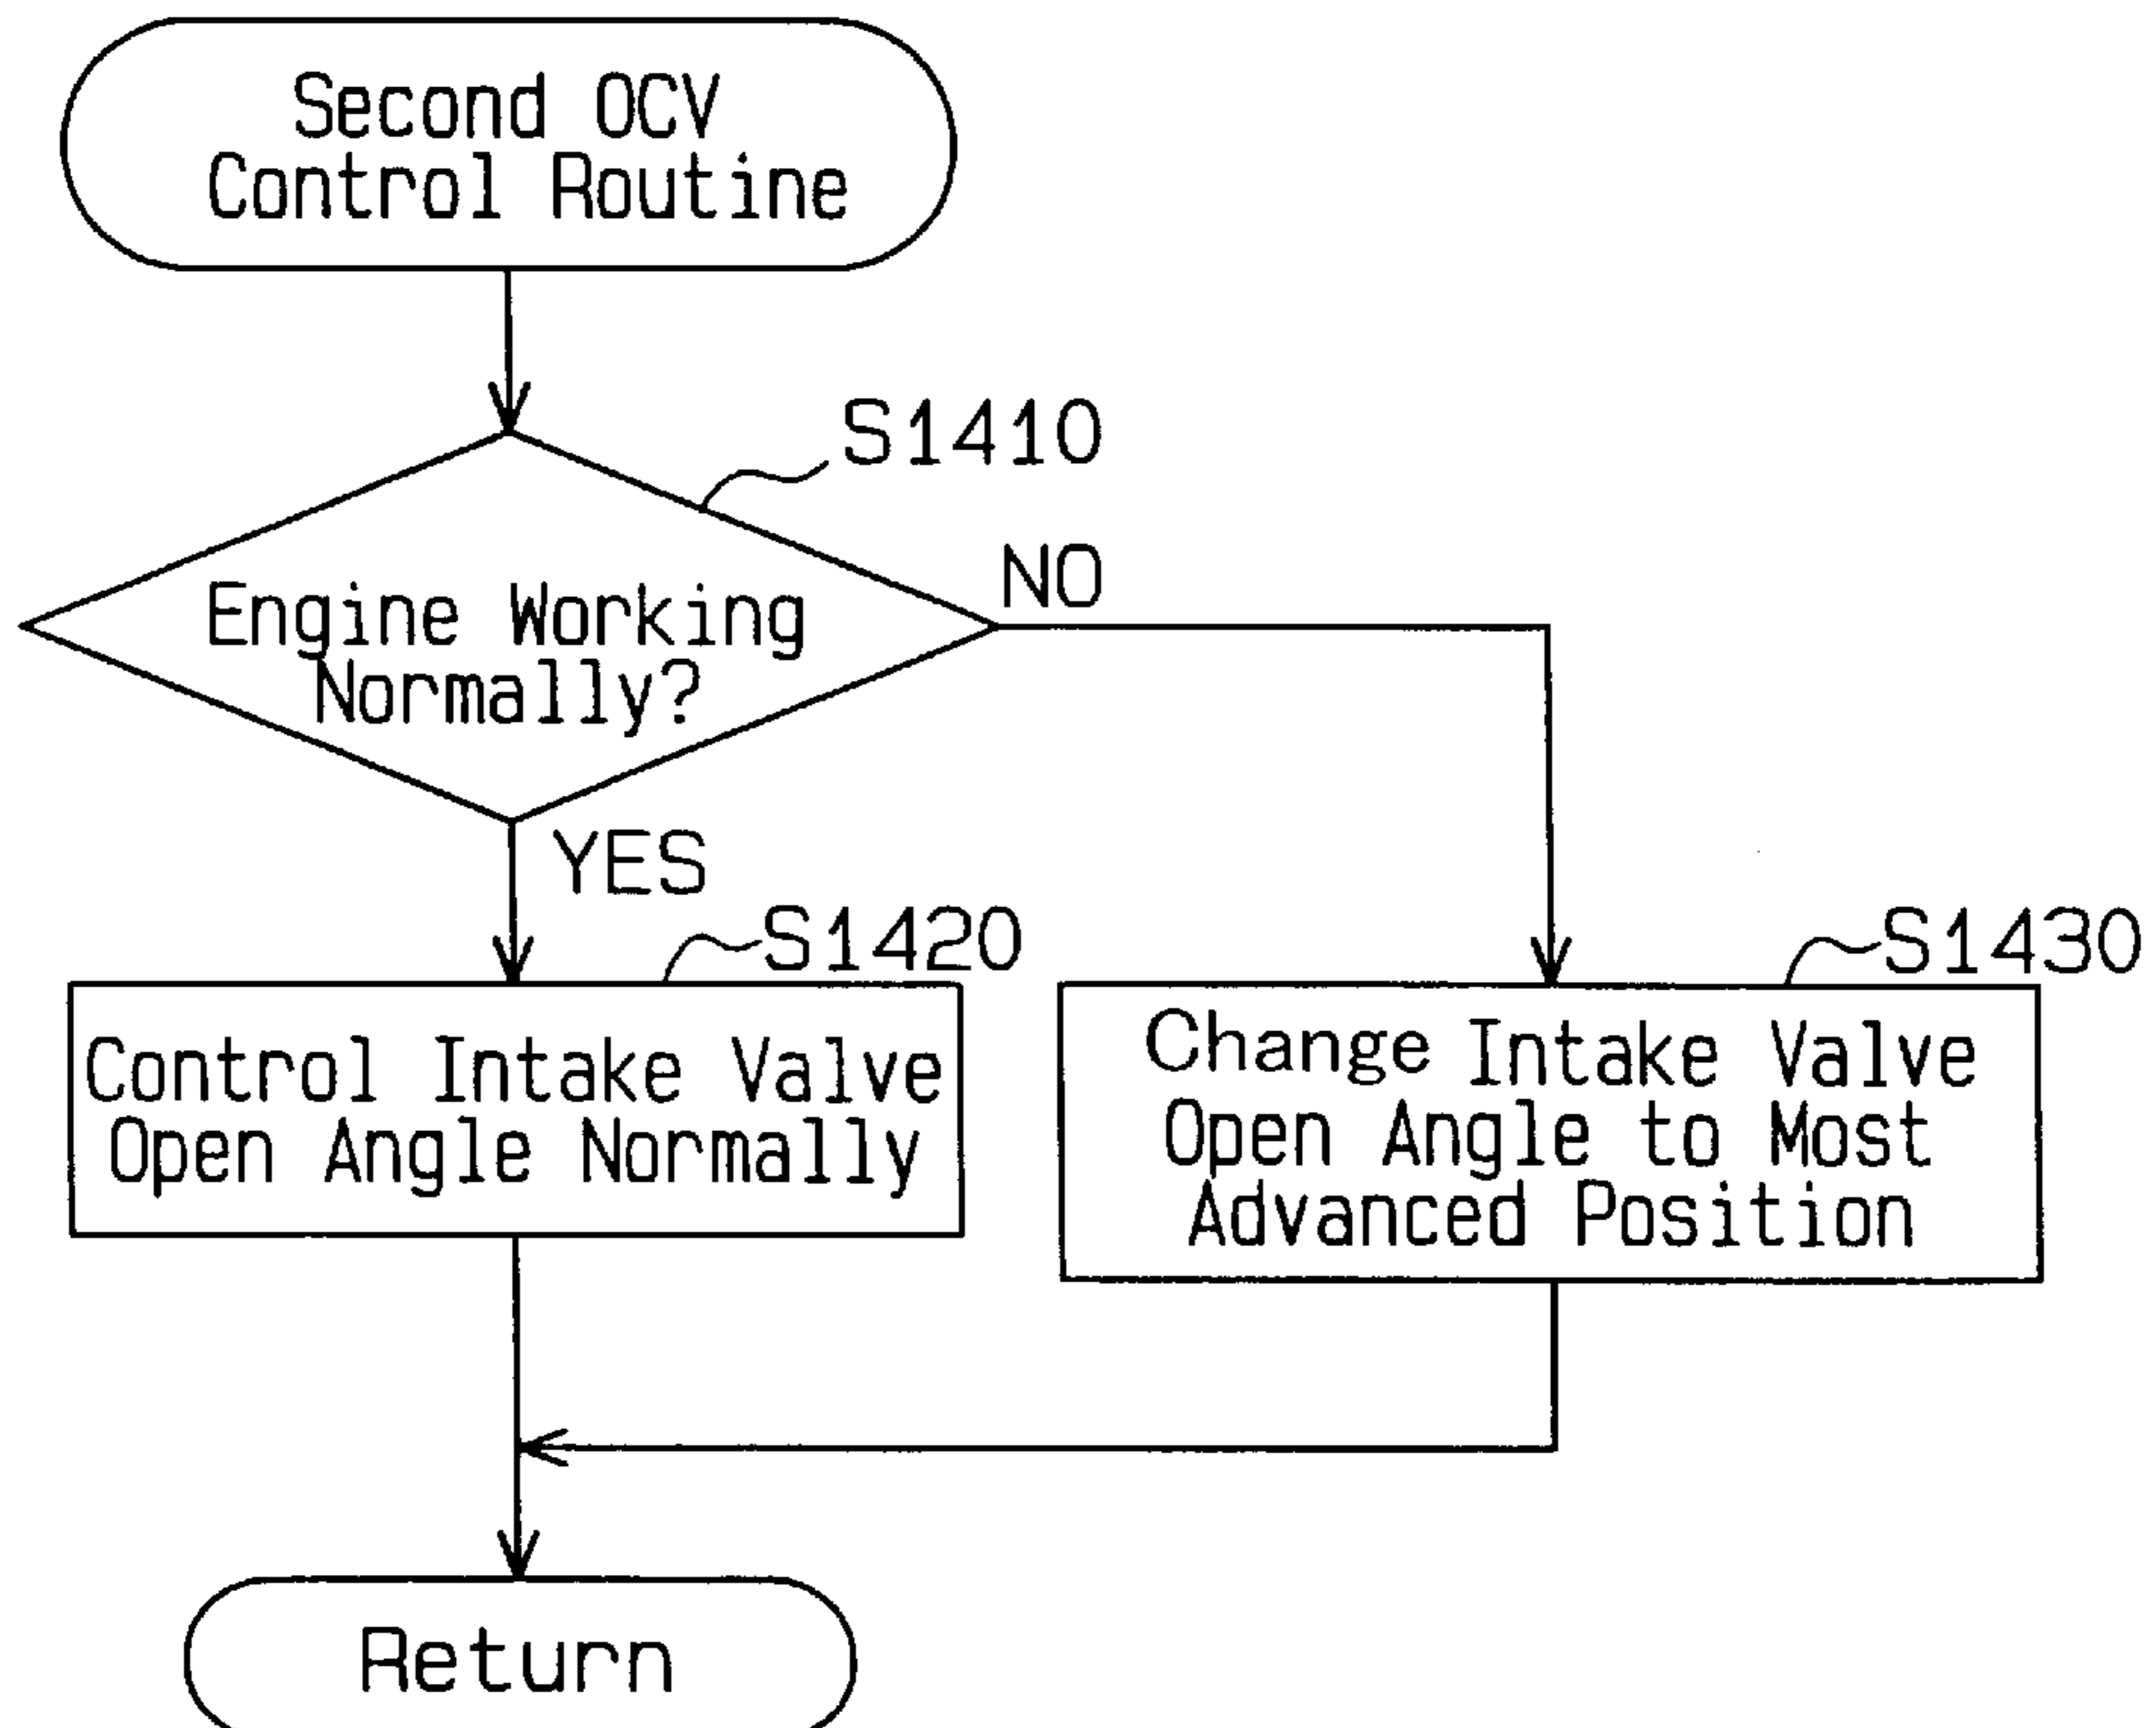 Second OCV
Control Routine
S1410
Engine Working
Normally?
NO
YES
S1420
Control Intake Valve
Open Angle Normally
S1430
Change Intake Valve
Open Angle to Most
Advanced Position
Return